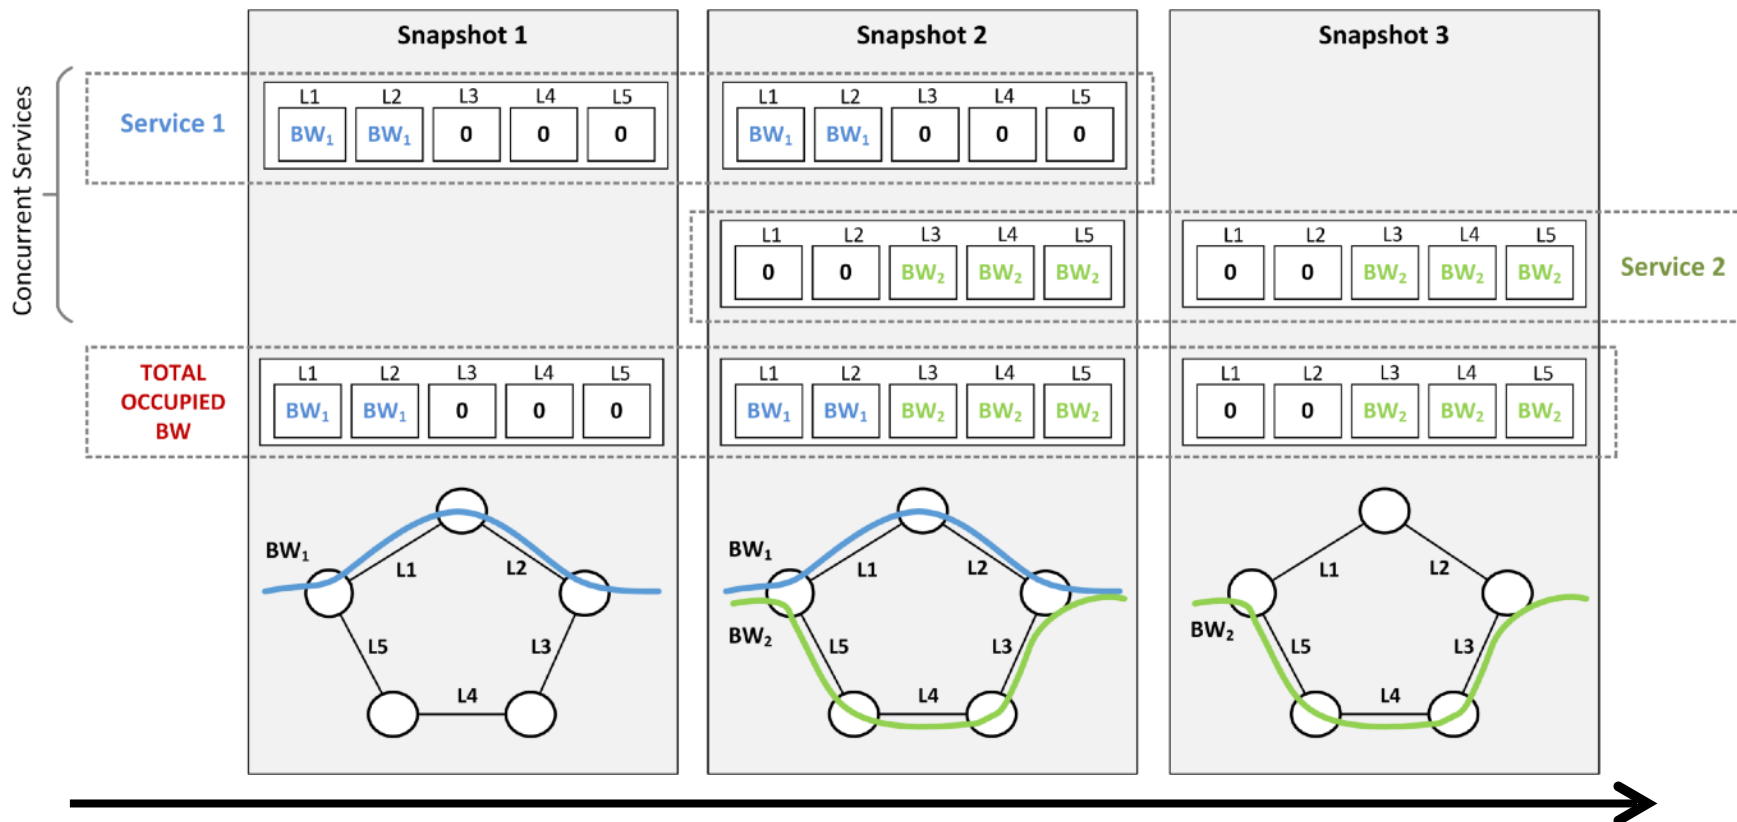 Snapshot 1 Snapshot 2 Snapshot 3
Concurrent Services
L1 L2 L3 L4 L5 L1 L2 L3 L4 L5
Service 1 BW₁ BW₁ 0 0 0 BW₁ BW₁ 0 0 0
L1 L2 L3 L4 L5 L1 L2 L3 L4 L5
0 0 BW₂ BW₂ BW₂ 0 0 BW₂ BW₂ BW₂ Service 2
TOTAL
OCCUPIED
BW
L1 L2 L3 L4 L5 L1 L2 L3 L4 L5 L1 L2 L3 L4 L5
BW₁ BW₁ 0 0 0 BW₁ BW₁ BW₂ BW₂ BW₂ 0 0 BW₂ BW₂ BW₂
BW₁ BW₁
L1 L2 L1 L2 L1 L2
BW₂ BW₂
L5 L3 L5 L3 L5 L3
L4 L4 L4